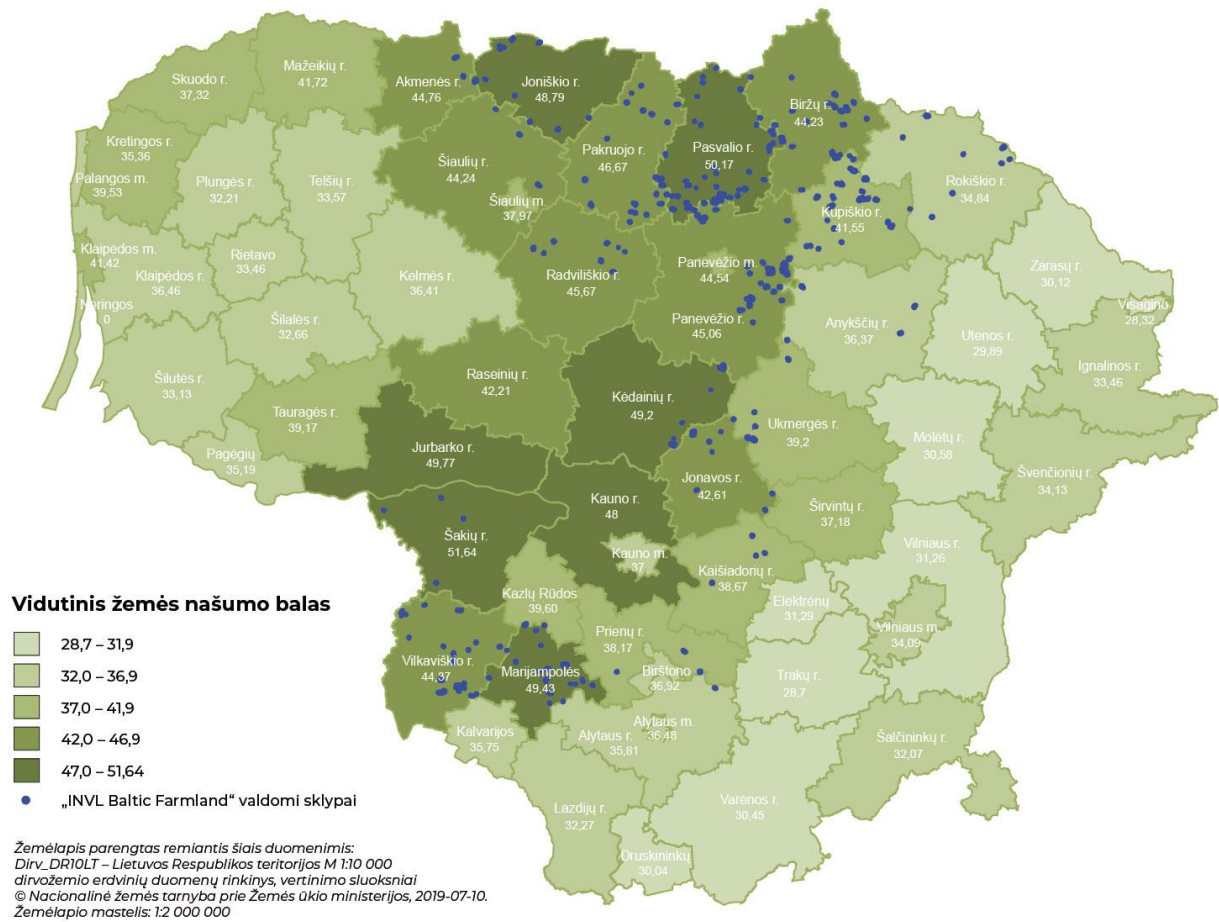 Skuodo r.
37,32
Mažeikių r.
41,72
Akmenės r.
44,76
Joniškio r.
48,79
Biržų r.
44,23
Kretingos r.
35,36
Palangos m.
39,53
Plungės r.
32,21
Telšių r.
33,57
Šiaulių r.
44,24
Šiaulių m.
37,97
Pakruojo r.
46,67
Pasvalio r.
50,17
Rokiškio r.
34,84
Kupiškio r.
41,55
Klaipėdos m.
41,42
Klaipėdos r.
36,46
Rietavo
33,46
Kelmės r.
36,41
Radviliškio r.
45,67
Panevėžio m.
44,54
Panevėžio r.
45,06
Zarasų r.
30,12
Visagino
28,32
Neringos
0
Šilalės r.
32,66
Anykščių r.
36,37
Utenos r.
29,89
Ignalinos r.
33,46
Šilutės r.
33,13
Raseinių r.
42,21
Kėdainių r.
49,2
Tauragės r.
39,17
Ukmergės r.
39,2
Molėtų r.
30,58
Pagėgių
35,19
Jurbarko r.
49,77
Jonavos r.
42,61
Švenčionių r.
34,13
Kauno r.
48
Širvintų r.
37,18
Šakių r.
51,64
Kauno m.
37
Vilniaus r.
31,26
Kaišiadorių r.
38,67
Kazlų Rūdos
39,60
Elektrėnų
31,29
Vilniaus m.
34,09
Prienų r.
38,17
Vilkaviškio r.
44,37
Marijampolės
49,43
Birštono
36,92
Trakų r.
28,7
Kalvarijos
35,75
Alytaus m.
36,48
Alytaus r.
35,81
Šalčininkų r.
32,07
Lazdijų r.
32,27
Varėnos r.
30,45
Druskininkų
30,04
Vidutinis žemės našumo balas
28,7 – 31,9
32,0 – 36,9
37,0 – 41,9
42,0 – 46,9
47,0 – 51,64
„INVL Baltic Farmland“ valdomi sklypai
Žemėlapis parengtas remiantis šiais duomenimis:
Dirv_DR10LT – Lietuvos Respublikos teritorijos M 1:10 000
dirvožemio erdvinių duomenų rinkinys, vertinimo sluoksniai
© Nacionalinė žemės tarnyba prie Žemės ūkio ministerijos, 2019-07-10.
Žemėlapio mastelis: 1:2 000 000